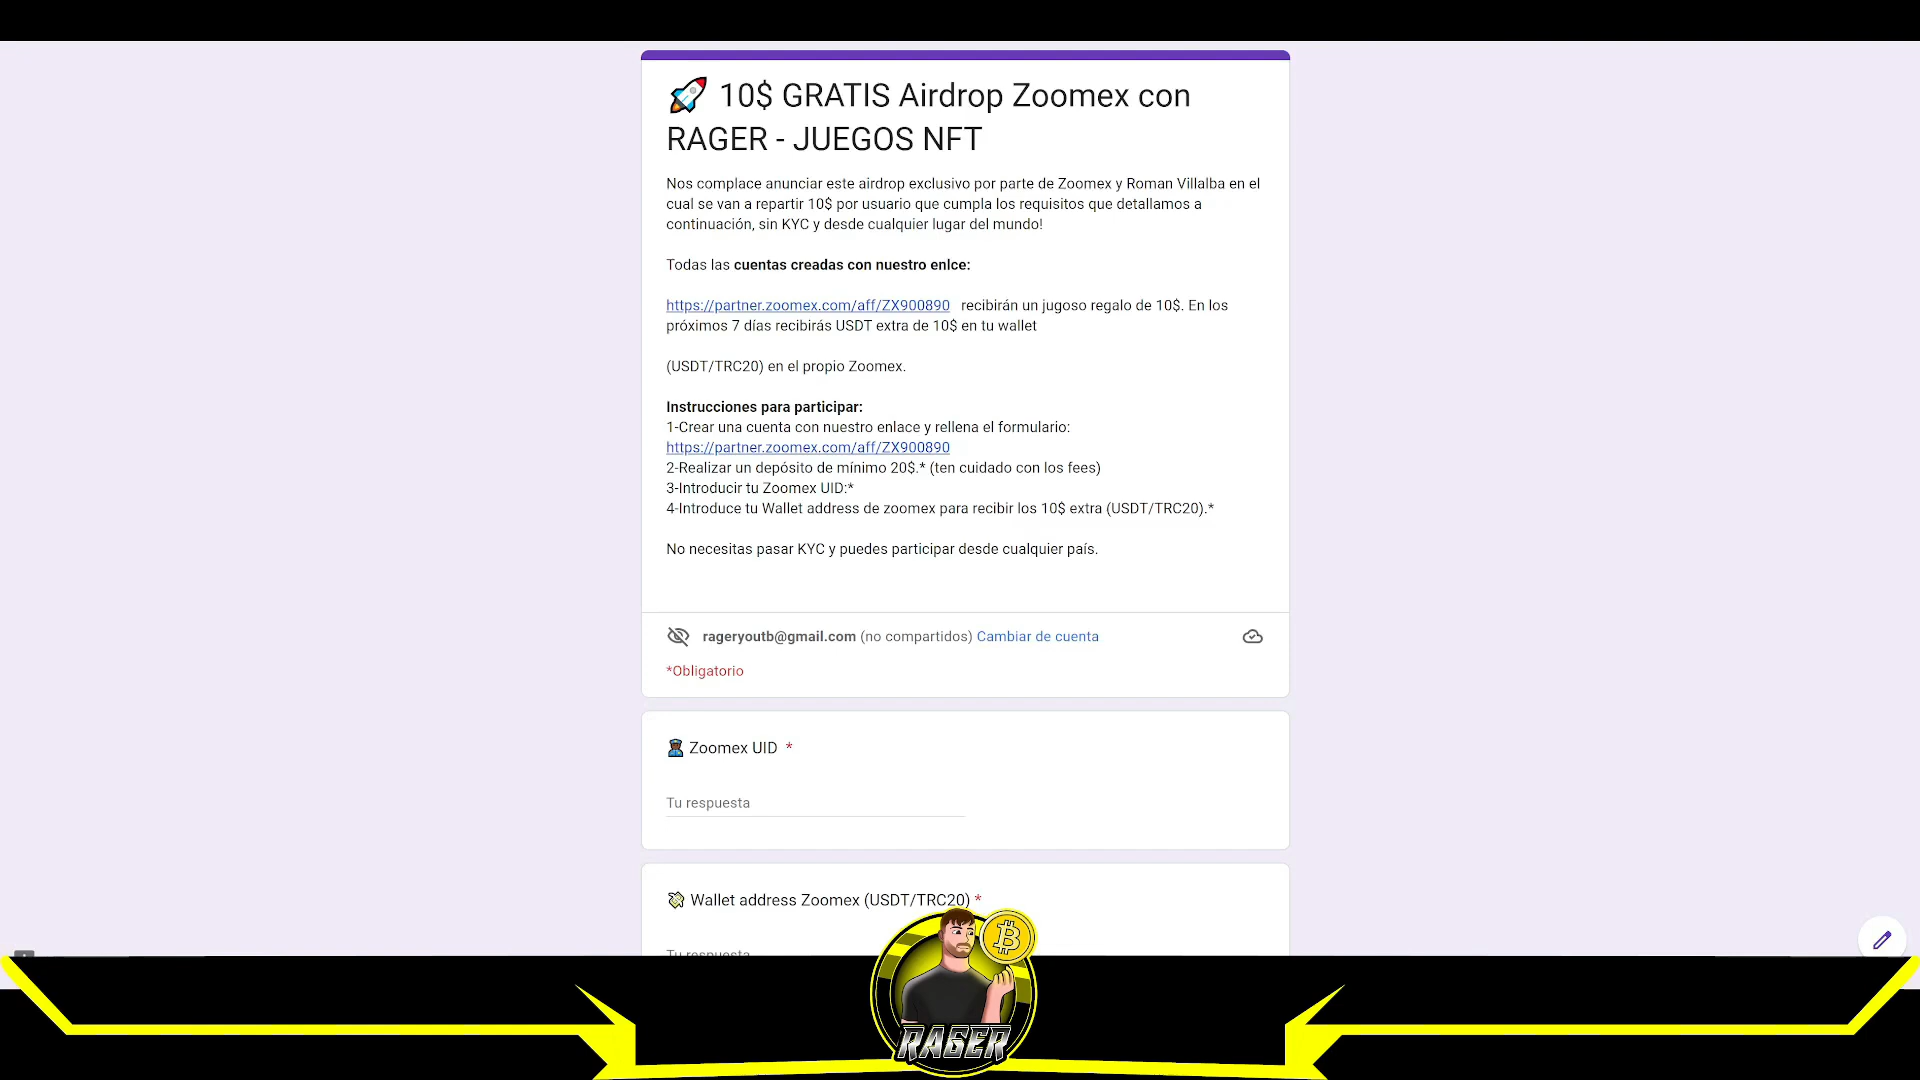 🚀 10$ GRATIS Airdrop Zoomex con
RAGER - JUEGOS NFT
Nos complace anunciar este airdrop exclusivo por parte de Zoomex y Roman Villalba en el
cual se van a repartir 10$ por usuario que cumpla los requisitos que detallamos a
continuación, sin KYC y desde cualquier lugar del mundo!
Todas las cuentas creadas con nuestro enlce:
https://partner.zoomex.com/aff/ZX900890 recibirán un jugoso regalo de 10$. En los
próximos 7 días recibirás USDT extra de 10$ en tu wallet
(USDT/TRC20) en el propio Zoomex.
Instrucciones para participar:
1-Crear una cuenta con nuestro enlace y rellena el formulario:
https://partner.zoomex.com/aff/ZX900890
2-Realizar un depósito de mínimo 20$.* (ten cuidado con los fees)
3-Introducir tu Zoomex UID:*
4-Introduce tu Wallet address de zoomex para recibir los 10$ extra (USDT/TRC20).*
No necesitas pasar KYC y puedes participar desde cualquier país.
rageryoutb@gmail.com (no compartidos) Cambiar de cuenta
*Obligatorio
Zoomex UID *
Tu respuesta
Wallet address Zoomex (USDT/TRC20) *
Tu respuesta
RAGER